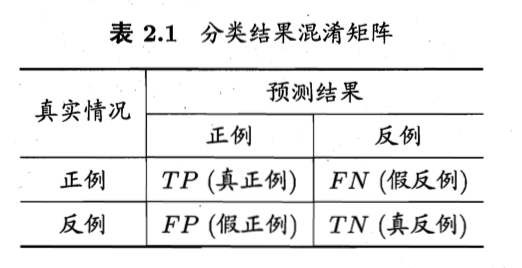 表 2.1 分类结果混淆矩阵
真实情况 预测结果
正例 反例
正例 TP (真正例) FN (假反例)
反例 FP (假正例) TN (真反例)